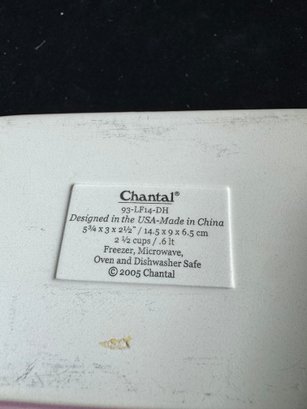 Chantal®
93-LF14-DH
Designed in the USA-Made in China
5¾ x 3 x 2½" / 14.5 x 9 x 6.5 cm
2 ½ cups / .6 lt
Freezer, Microwave,
Oven and Dishwasher Safe
© 2005 Chantal